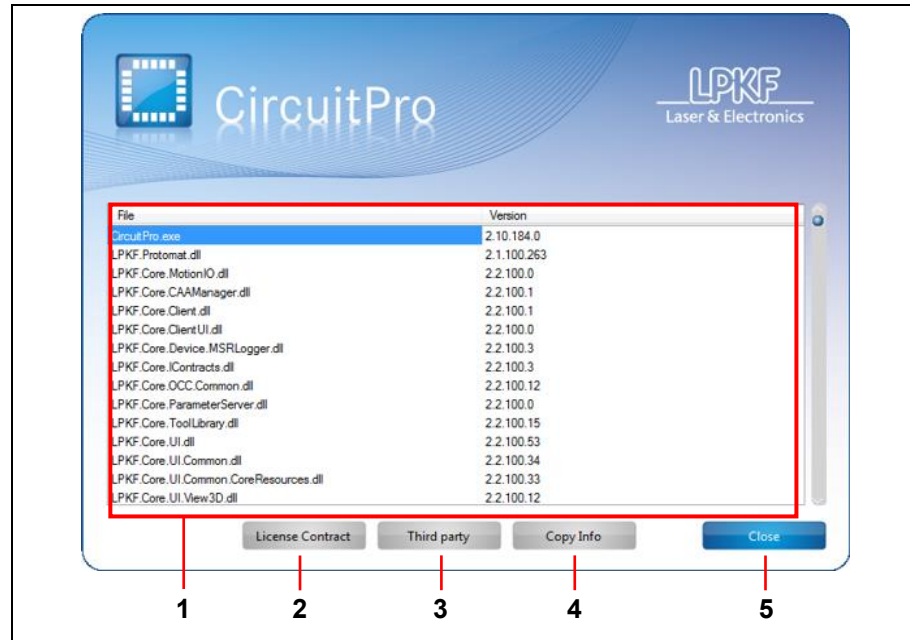 CircuitPro
LPKF
Laser & Electronics
File Version
CircuitPro.exe 2.10.184.0
LPKF.Protomat.dll 2.1.100.263
LPKF.Core.MotionIO.dll 2.2.100.0
LPKF.Core.CAAManager.dll 2.2.100.1
LPKF.Core.Client.dll 2.2.100.1
LPKF.Core.ClientUI.dll 2.2.100.0
LPKF.Core.Device.MSRLogger.dll 2.2.100.3
LPKF.Core.IContracts.dll 2.2.100.3
LPKF.Core.OCC.Common.dll 2.2.100.12
LPKF.Core.ParameterServer.dll 2.2.100.0
LPKF.Core.ToolLibrary.dll 2.2.100.15
LPKF.Core.UI.dll 2.2.100.53
LPKF.Core.UI.Common.dll 2.2.100.34
LPKF.Core.UI.Common.CoreResources.dll 2.2.100.33
LPKF.Core.UI.View3D.dll 2.2.100.12
License Contract Third party Copy Info Close
1 2 3 4 5